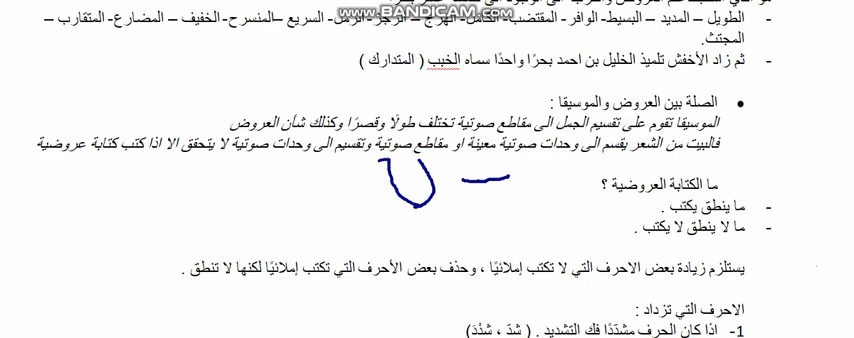 WWW.BANDICAM.COM
- الطويل – المديد – البسيط- الوافر- المقتضب- الكامل- الهزج – الرجز- الرمل- السريع –المنسرح- الخفيف – المضارع- المتقارب – المجتث.
- ثم زاد الأخفش تلميذ الخليل بن احمد بحرًا واحدًا سماه الخبب ( المتدارك )
• الصلة بين العروض والموسيقا :
الموسيقا تقوم على تقسيم الجمل الى مقاطع صوتية تختلف طولًا وقصرًا وكذلك شأن العروض
فالبيت من الشعر يقسم الى وحدات صوتية معينة او مقاطع صوتية وتقسيم الى وحدات صوتية لا يتحقق الا اذا كتب كتابة عروضية
ما الكتابة العروضية ؟
- ما ينطق يكتب .
- ما لا ينطق لا يكتب .
يستلزم زيادة بعض الاحرف التي لا تكتب إملائيًا ، وحذف بعض الأحرف التي تكتب إملائيًا لكنها لا تنطق .
الاحرف التي تزداد :
1- اذا كان الحرف مشدّدًا فك التشديد . ( شدّ ، شدْدَ)